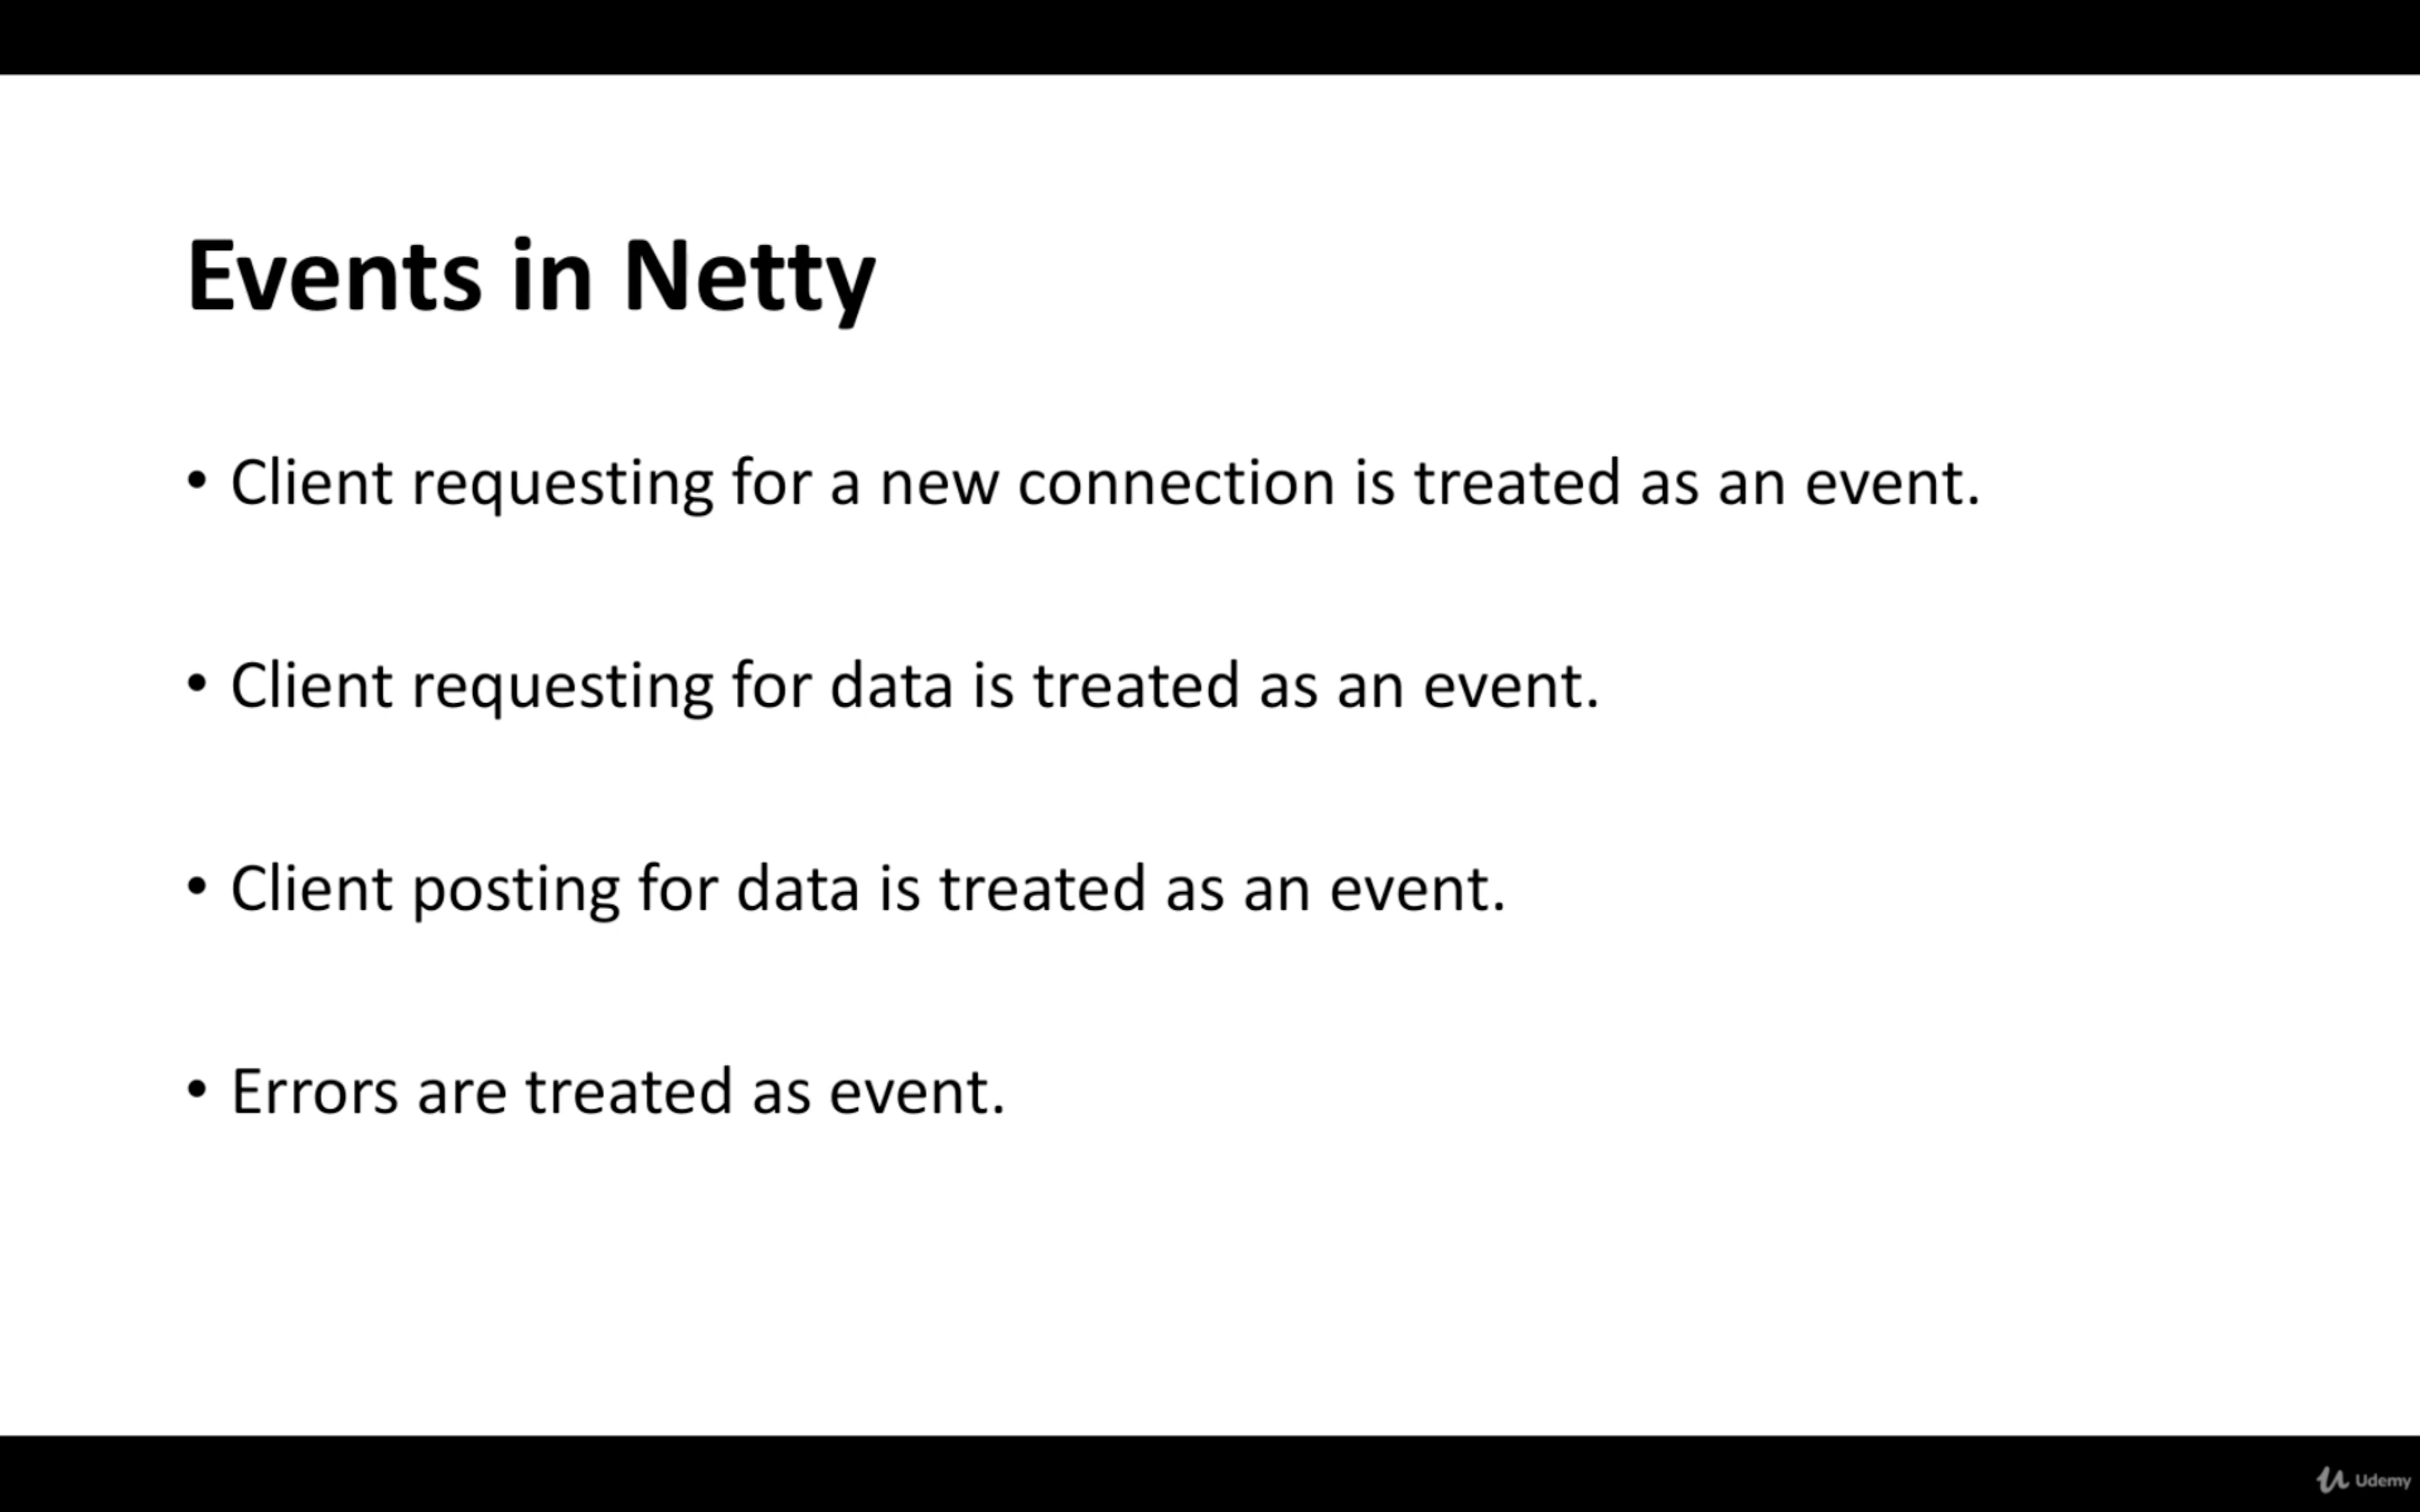 Events in Netty
• Client requesting for a new connection is treated as an event.
• Client requesting for data is treated as an event.
• Client posting for data is treated as an event.
• Errors are treated as event.
Udemy